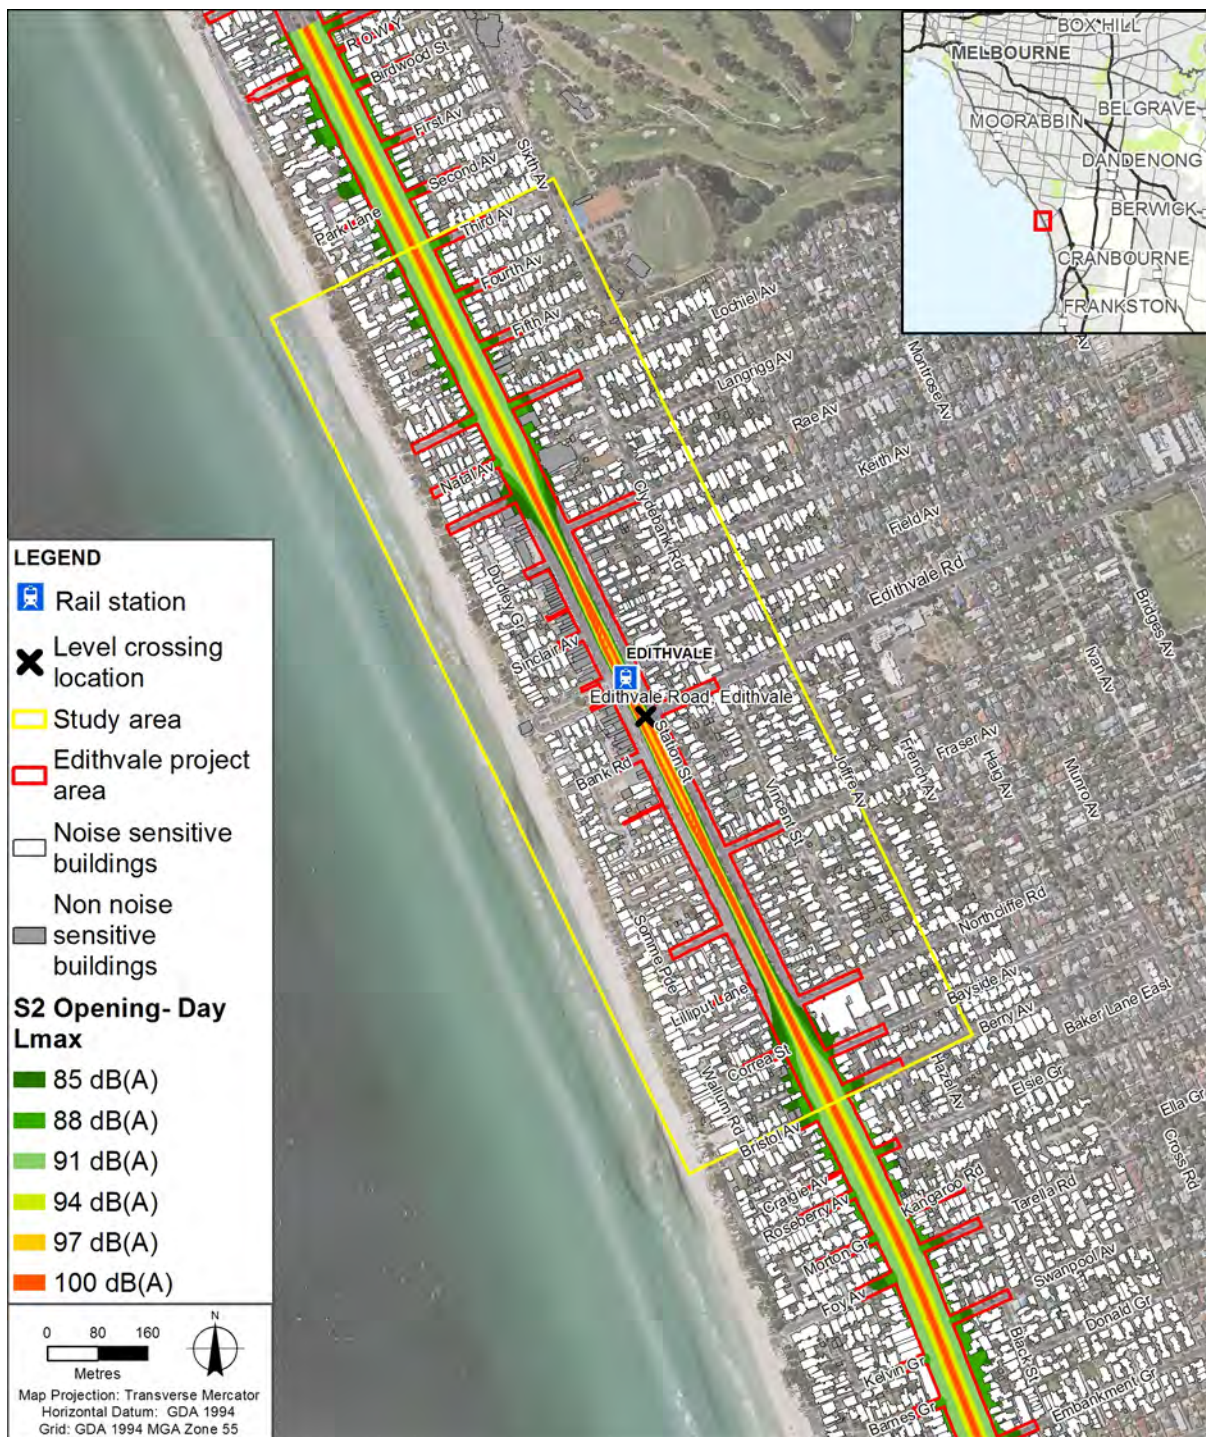 R O W Y
Birdwood St
First Av
Second Av
Sixth Av
Park Lane
Third Av
Fourth Av
Fifth Av
Lochiel Av
Langrigg Av
Montrose Av
Av
Rae Av
Keith Av
Natal Av
Clydebank Rd
Field Av
Edithvale Rd
Dudley Gr
Sinclair Av
Bridges Av
Ivan Av
EDITHVALE
Edithvale Road, Edithvale
Station St
Bank Rd
Vincent St
Joffre Av
French Av
Fraser Av
Haig Av
Munro Av
Somme Pde
Northcliffe Rd
Lilliput Lane
Bayside Av
Berry Av
Baker Lane East
Correa St
Wallum Rd
Hazel Av
Elsie Gr
Ella Gr
Cross Rd
Bristol Av
Craigie Av
Roseberry Av
Kangaroo Rd
Tarella Rd
Morton Gr
Swanpool Av
Foy Av
Donald Gr
Black St
Kelvin Gr
Embankment Gr
Barnes Gr
BOX HILL
MELBOURNE
BELGRAVE
MOORABBIN
DANDENONG
BERWICK
CRANBOURNE
FRANKSTON
LEGEND
Rail station
Level crossing
location
Study area
Edithvale project
area
Noise sensitive
buildings
Non noise
sensitive
buildings
S2 Opening- Day
Lmax
85 dB(A)
88 dB(A)
91 dB(A)
94 dB(A)
97 dB(A)
100 dB(A)
0 80 160
Metres
N
Map Projection: Transverse Mercator
Horizontal Datum: GDA 1994
Grid: GDA 1994 MGA Zone 55